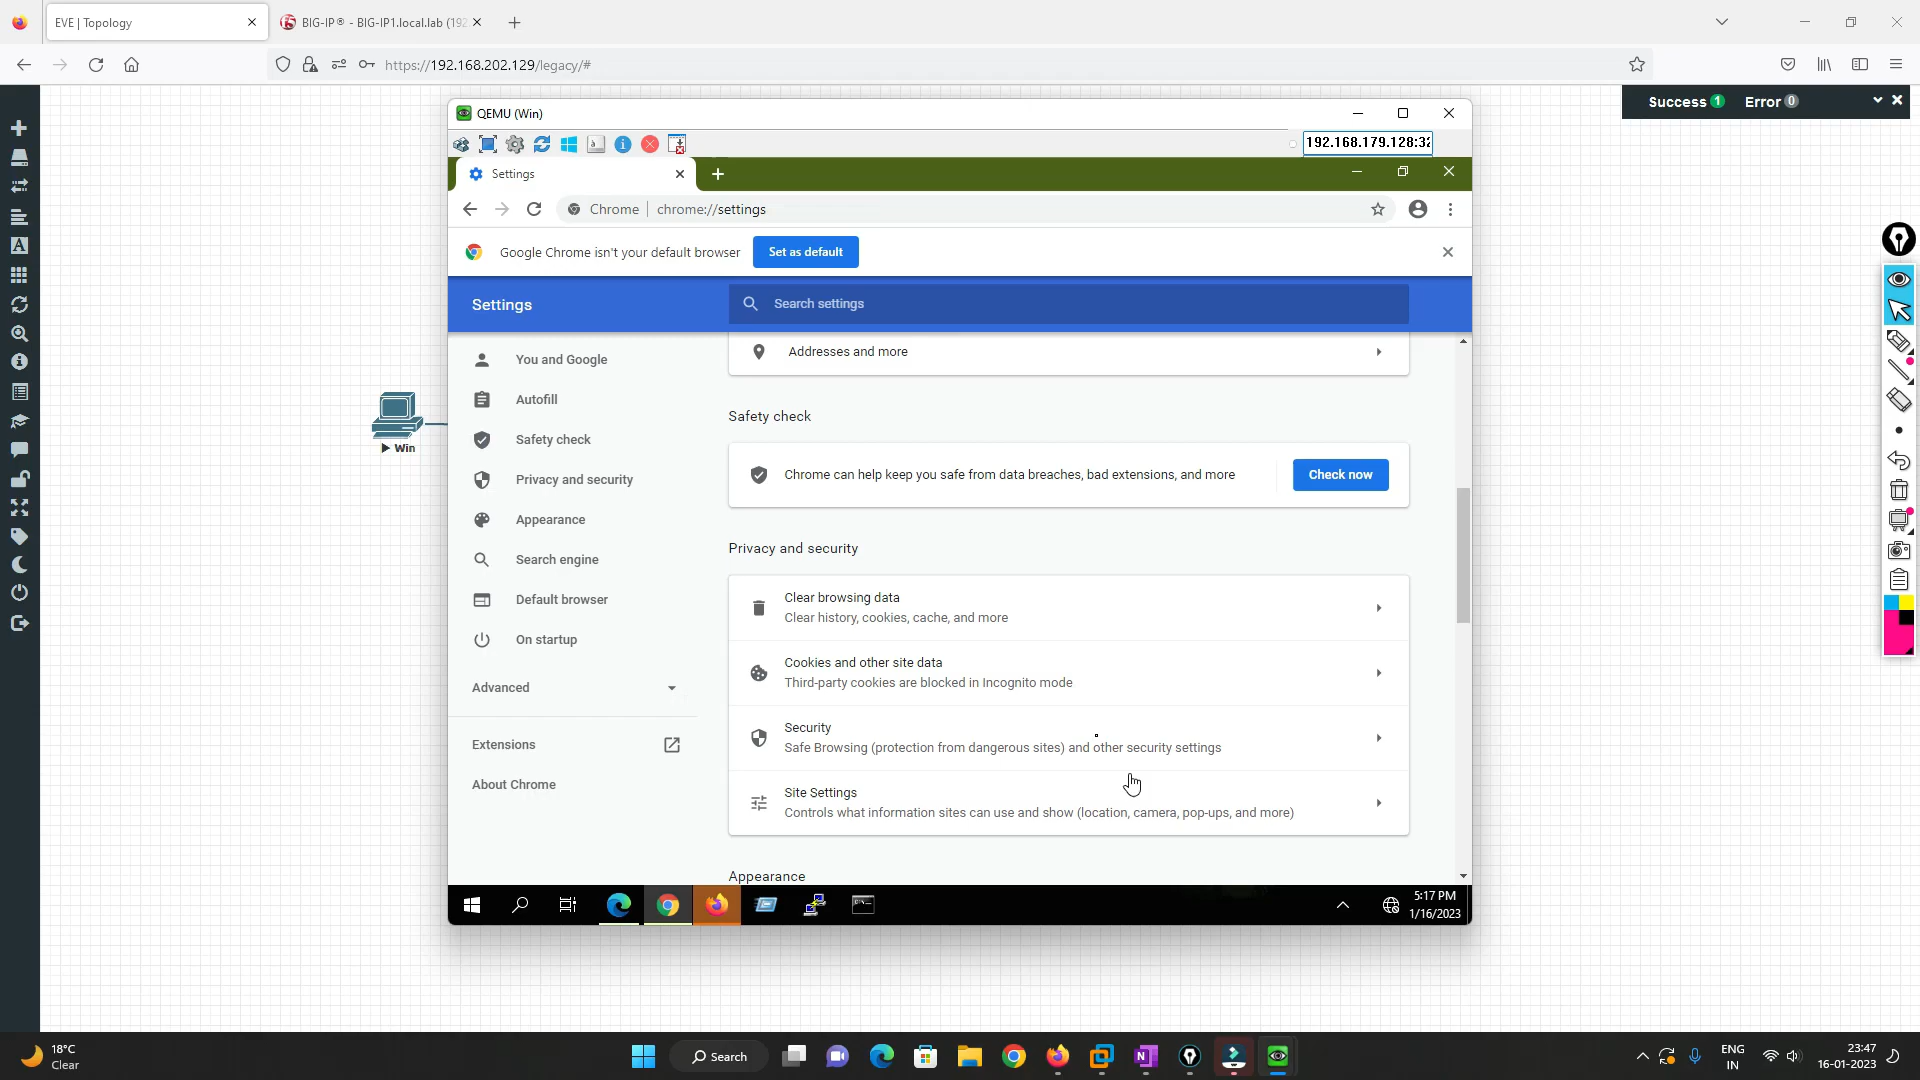 EVE | Topology
BIG-IP® - BIG-IP1.local.lab (192
https://192.168.202.129/legacy/#
Success 1 Error 0
QEMU (Win)
192.168.179.128:32
Settings
Chrome chrome://settings
Google Chrome isn't your default browser
Set as default
Settings
Search settings
You and Google
Autofill
Safety check
Privacy and security
Appearance
Search engine
Default browser
On startup
Advanced
Extensions
About Chrome
Addresses and more
Safety check
Chrome can help keep you safe from data breaches, bad extensions, and more
Check now
Privacy and security
Clear browsing data
Clear history, cookies, cache, and more
Cookies and other site data
Third-party cookies are blocked in Incognito mode
Security
Safe Browsing (protection from dangerous sites) and other security settings
Site Settings
Controls what information sites can use and show (location, camera, pop-ups, and more)
Appearance
Win
5:17 PM
1/16/2023
18°C
Clear
Search
ENG
IN
23:47
16-01-2023